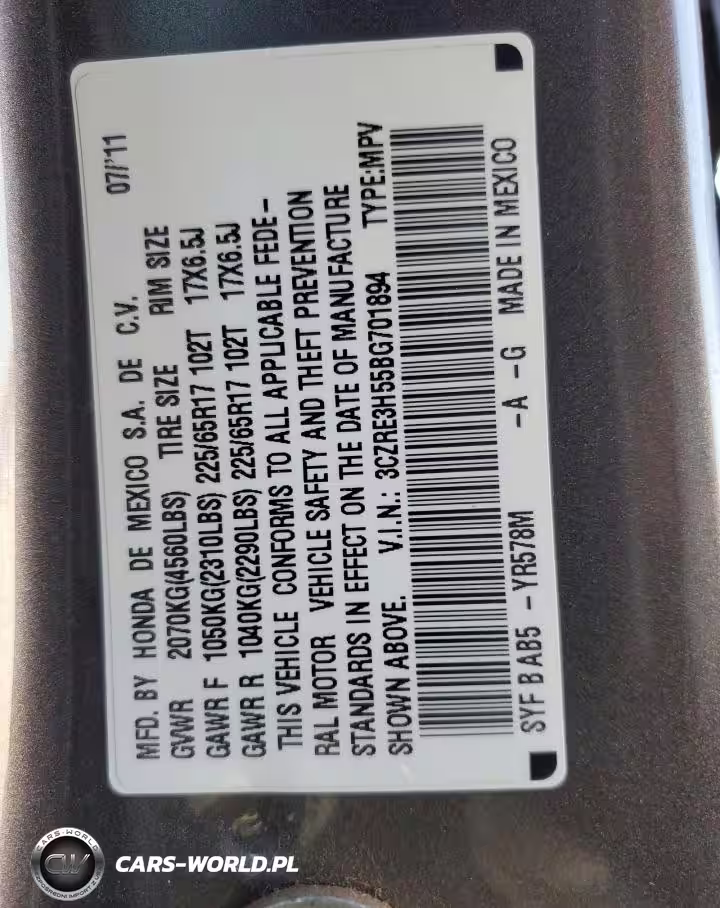 07/'11
MFD. BY HONDA DE MEXICO S.A. DE C.V.
GVWR 2070KG(4560LBS) TIRE SIZE RIM SIZE
GAWR F 1050KG(2310LBS) 225/65R17 102T 17X6.5J
GAWR R 1040KG(2290LBS) 225/65R17 102T 17X6.5J
THIS VEHICLE CONFORMS TO ALL APPLICABLE FEDE-
RAL MOTOR VEHICLE SAFETY AND THEFT PREVENTION
STANDARDS IN EFFECT ON THE DATE OF MANUFACTURE
SHOWN ABOVE. V.I.N.: 3CZRE3H55BG701894 TYPE:MPV
SYF B AB5 - YR578M -A -G MADE IN MEXICO
CARS-WORLD
CW
CARS-WORLD.PL